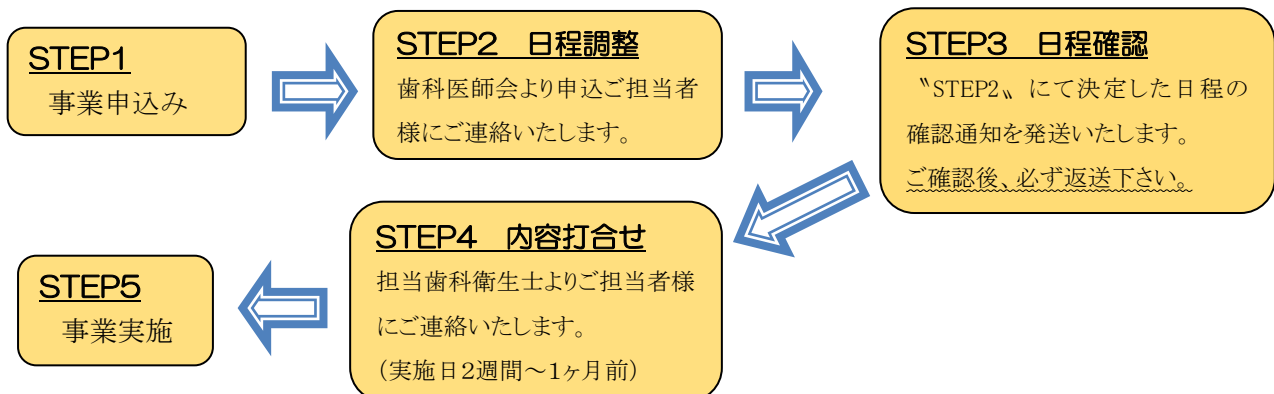 STEP1
事業申込み
STEP2　日程調整
歯科医師会より申込ご担当者
様にご連絡いたします。
STEP3　日程確認
〝STEP2〟にて決定した日程の
確認通知を発送いたします。
ご確認後、必ず返送下さい。
STEP4　内容打合せ
担当歯科衛生士よりご担当者様
にご連絡いたします。
（実施日２週間～１ヶ月前）
STEP5
事業実施